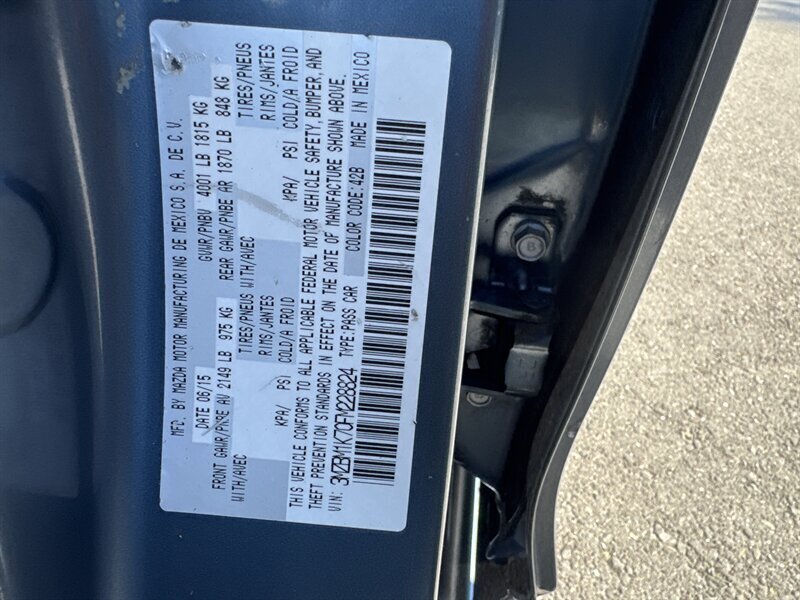 MFD. BY MAZDA MOTOR MANUFACTURING DE MEXICO S.A. DE C.V.
DATE 06/15 GVWR/PNBV 4001 LB 1815 KG
FRONT GAWR/PNBE AV 2149 LB 975 KG REAR GAWR/PNBE AR 1870 LB 848 KG
WITH/AVEC TIRES/PNEUS WITH/AVEC TIRES/PNEUS
RIMS/JANTES RIMS/JANTES
KPA/ PSI COLD/A FROID KPA/ PSI COLD/A FROID
THIS VEHICLE CONFORMS TO ALL APPLICABLE FEDERAL MOTOR VEHICLE SAFETY, BUMPER, AND
THEFT PREVENTION STANDARDS IN EFFECT ON THE DATE OF MANUFACTURE SHOWN ABOVE.
VIN: 3MZBM1K70FM228824 TYPE:PASS CAR COLOR CODE:42B MADE IN MEXICO